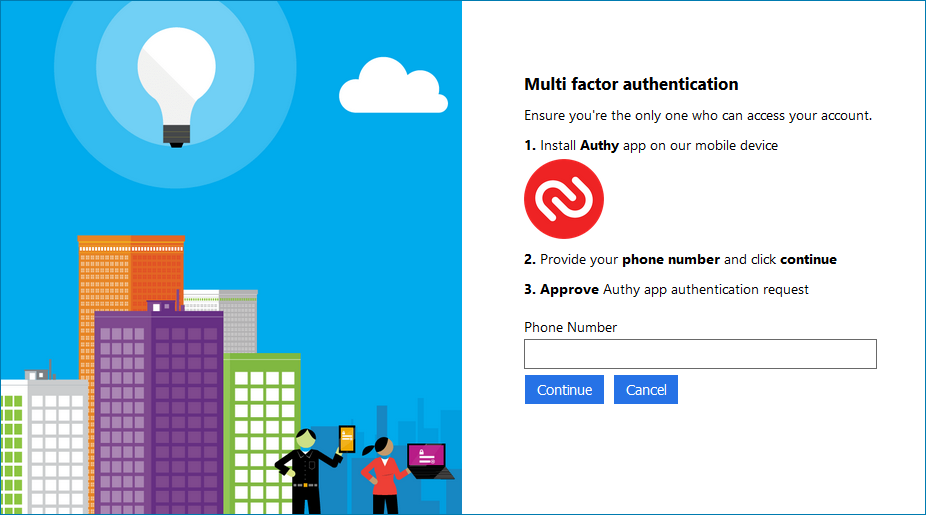 Multi factor authentication
Ensure you're the only one who can access your account.
1. Install Authy app on our mobile device
2. Provide your phone number and click continue
3. Approve Authy app authentication request
Phone Number
Continue Cancel